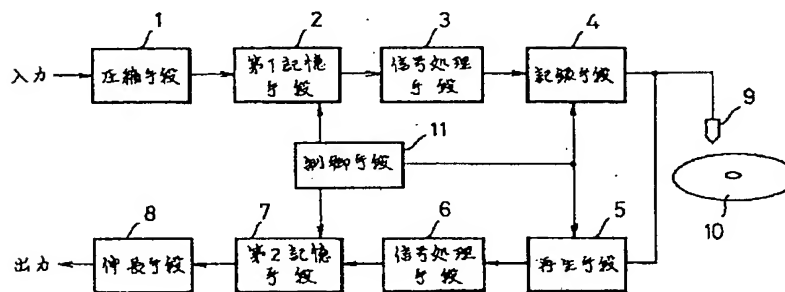 1
2
3
4
入力
圧縮手段
第1記憶
手段
信号処理
手段
記録手段
9
11
制御手段
10
8
7
6
5
出力
伸長手段
第2記憶
手段
信号処理
手段
再生手段